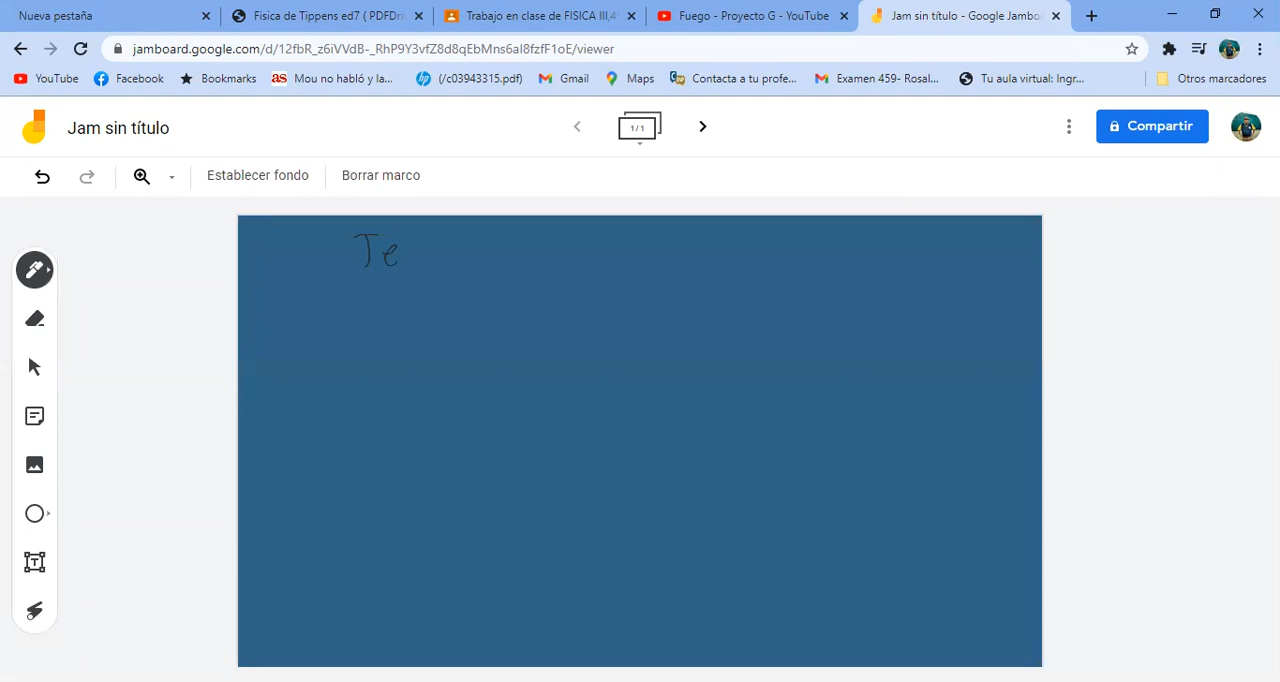 Nueva pestaña
Fisica de Tippens ed7 ( PDFDri
Trabajo en clase de FISICA III,4
Fuego - Proyecto G - YouTube
Jam sin título - Google Jambo
jamboard.google.com/d/12fbR_z6iVVdB-_RhP9Y3vfZ8d8qEbMns6aI8fzfF1oE/viewer
YouTube
Facebook
Bookmarks
as Mou no habló y la...
hp (/c03943315.pdf)
Gmail
Maps
Contacta a tu profe...
Examen 459- Rosal...
Tu aula virtual: Ingr...
Otros marcadores
Jam sin título
1 / 1
Compartir
Establecer fondo
Borrar marco
Te